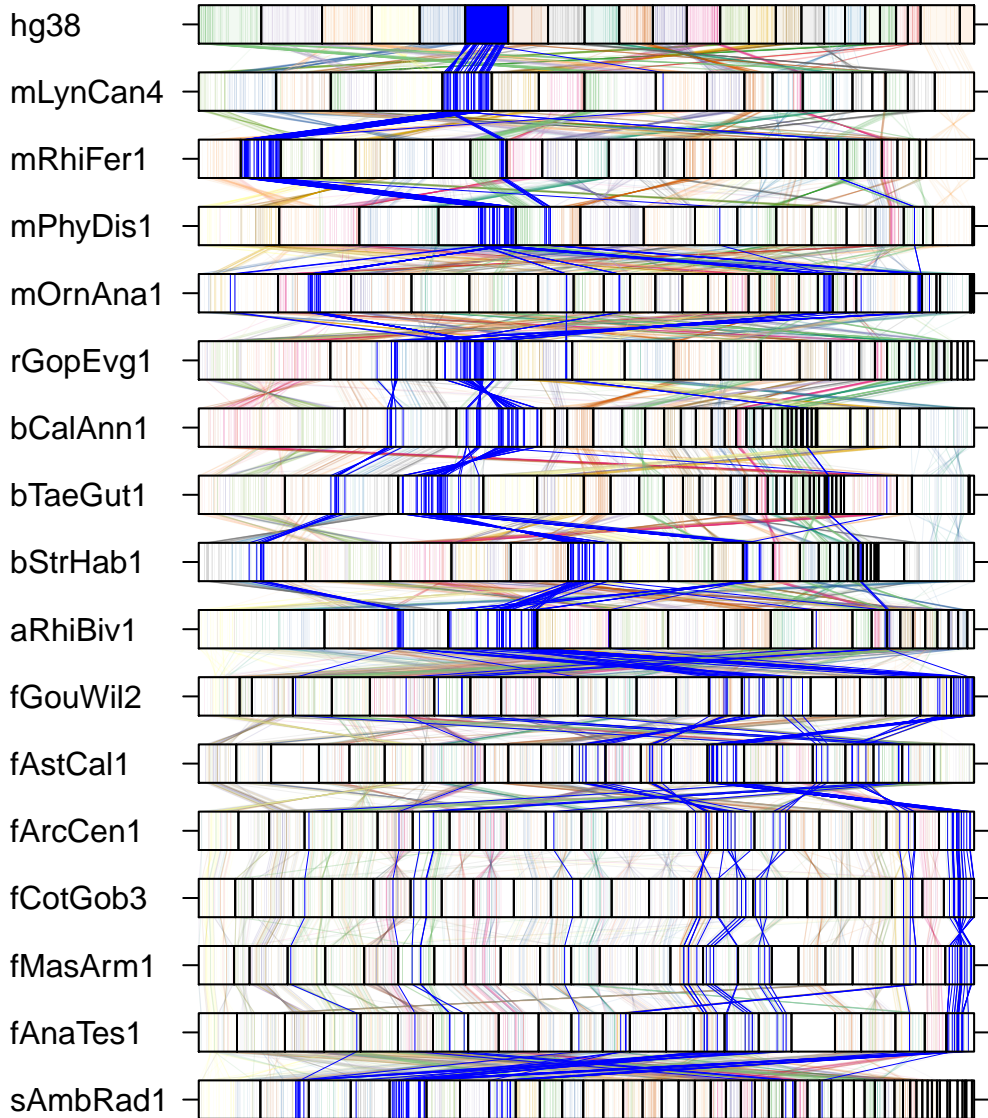 hg38
mLynCan4
mRhiFer1
mPhyDis1
mOrnAna1
rGopEvg1
bCalAnn1
bTaeGut1
bStrHab1
aRhiBiv1
fGouWil2
fAstCal1
fArcCen1
fCotGob3
fMasArm1
fAnaTes1
sAmbRad1